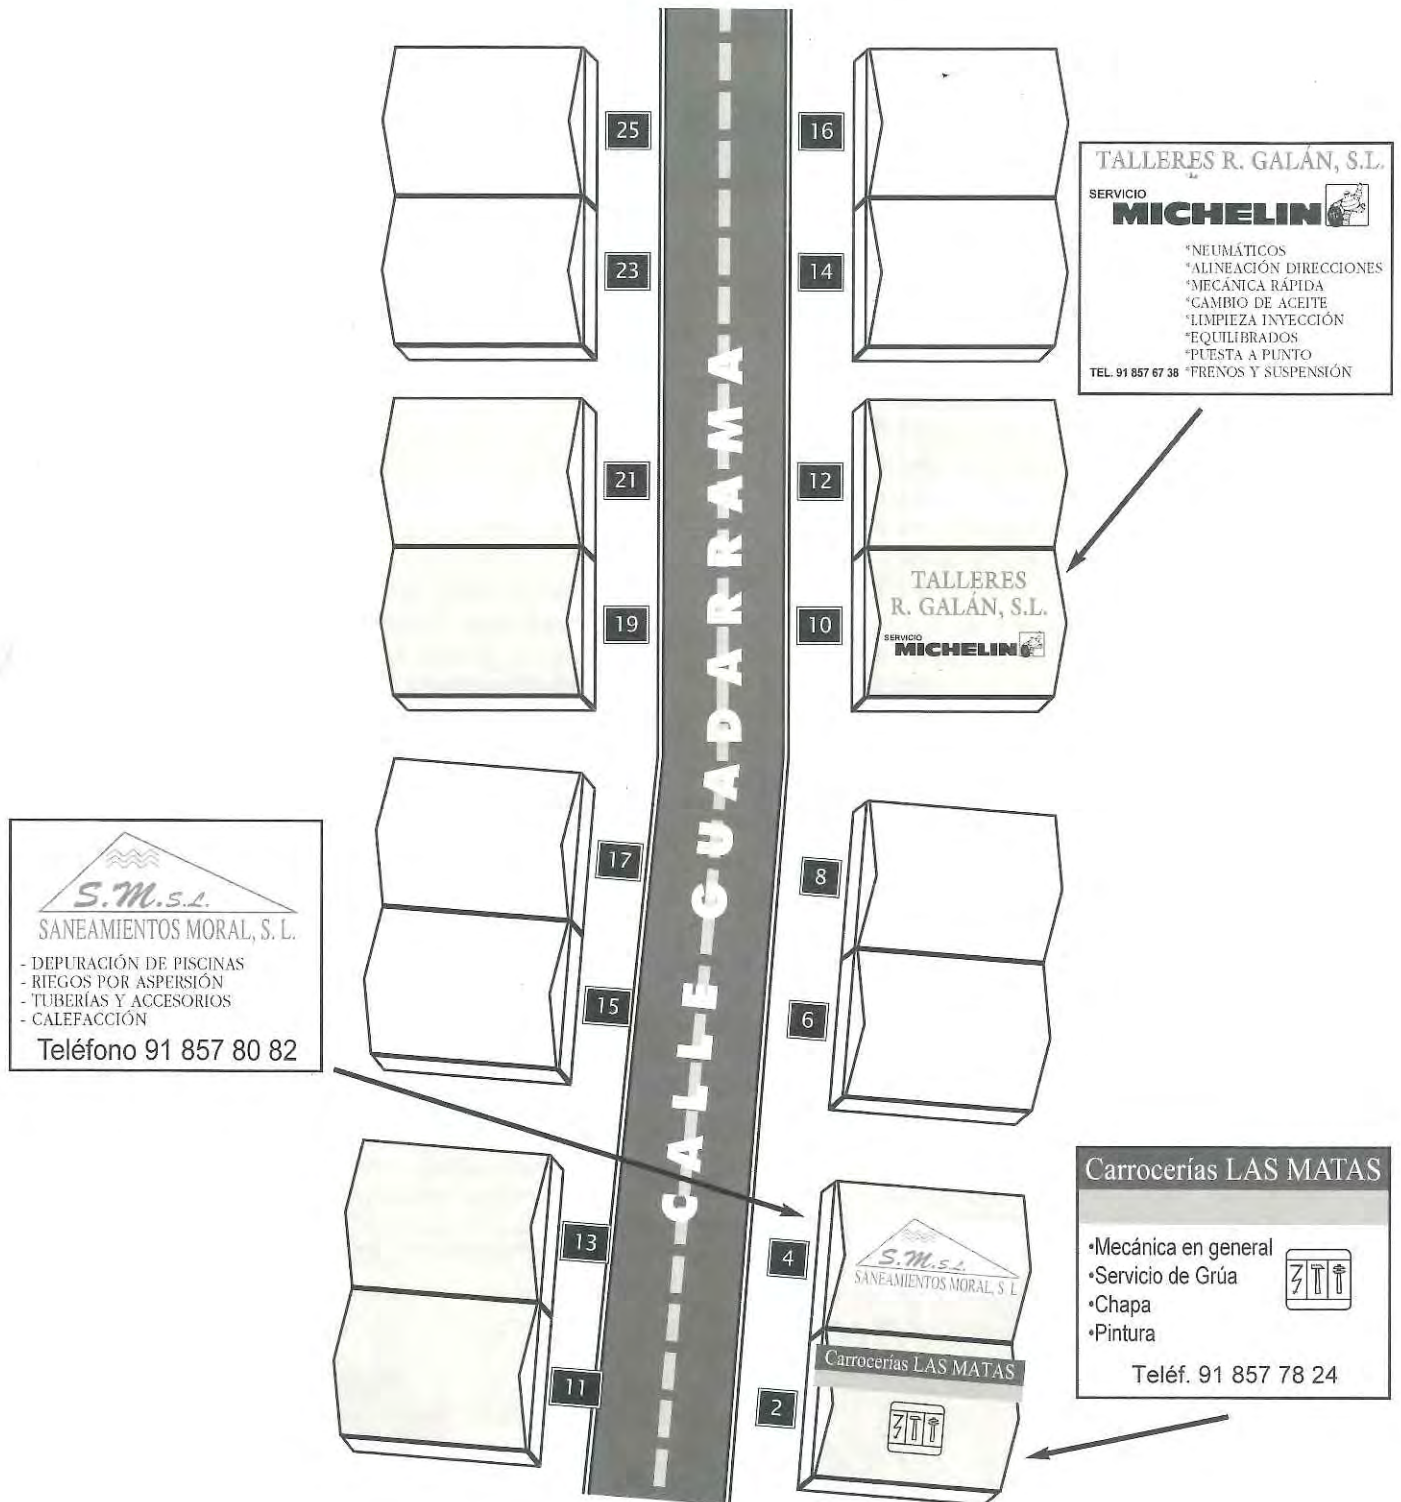 25
16
TALLERES R. GALÁN, S.L.
SERVICIO
MICHELIN
*NEUMÁTICOS
*ALINEACIÓN DIRECCIONES
*MECÁNICA RÁPIDA
*CAMBIO DE ACEITE
*LIMPIEZA INYECCIÓN
*EQUILIBRADOS
*PUESTA A PUNTO
TEL. 91 857 67 38 *FRENOS Y SUSPENSIÓN
23
14
21
12
TALLERES
R. GALÁN, S.L.
SERVICIO
MICHELIN
19
10
CALLE GUADARRAMA
17
8
S.M.S.L.
SANEAMIENTOS MORAL, S. L.
- DEPURACIÓN DE PISCINAS
- RIEGOS POR ASPERSIÓN
- TUBERÍAS Y ACCESORIOS
- CALEFACCIÓN
Teléfono 91 857 80 82
15
6
13
4
S.M.S.L.
SANEAMIENTOS MORAL, S. L
Carrocerías LAS MATAS
•Mecánica en general
•Servicio de Grúa
•Chapa
•Pintura
Teléf. 91 857 78 24
11
2
Carrocerías LAS MATAS